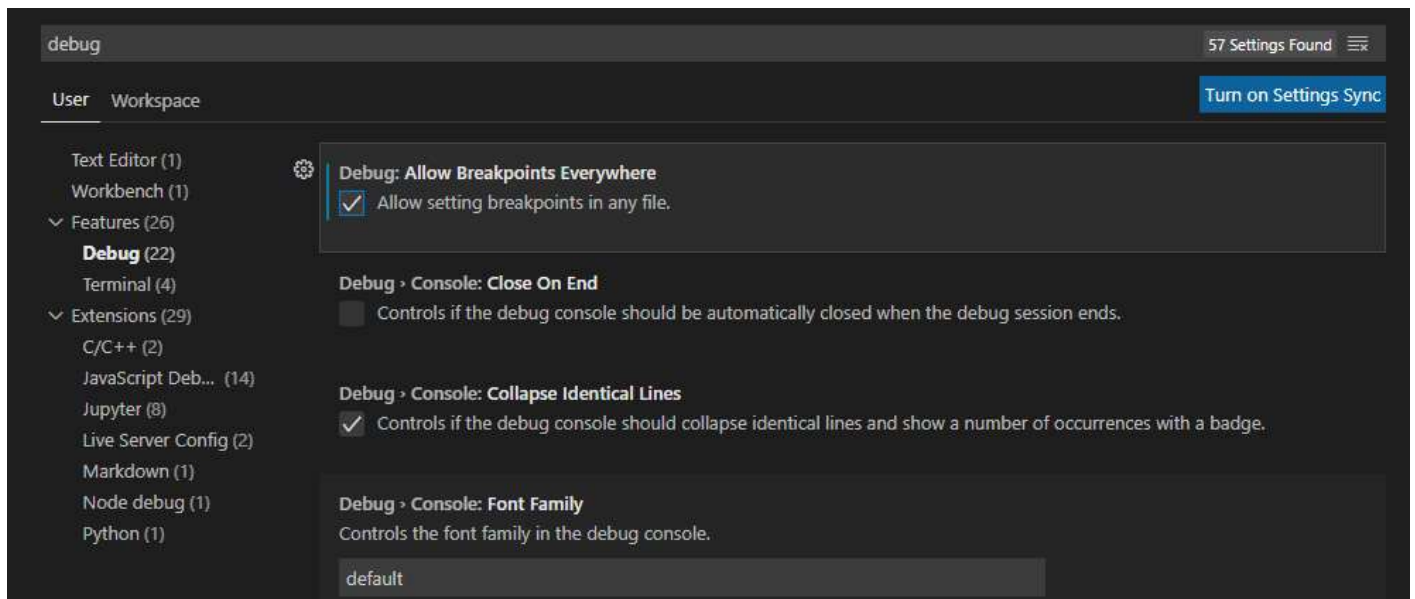 debug
57 Settings Found
User Workspace
Turn on Settings Sync
Text Editor (1)
Workbench (1)
Features (26)
Debug (22)
Terminal (4)
Extensions (29)
C/C++ (2)
JavaScript Deb... (14)
Jupyter (8)
Live Server Config (2)
Markdown (1)
Node debug (1)
Python (1)
Debug: Allow Breakpoints Everywhere
Allow setting breakpoints in any file.
Debug › Console: Close On End
Controls if the debug console should be automatically closed when the debug session ends.
Debug › Console: Collapse Identical Lines
Controls if the debug console should collapse identical lines and show a number of occurrences with a badge.
Debug › Console: Font Family
Controls the font family in the debug console.
default